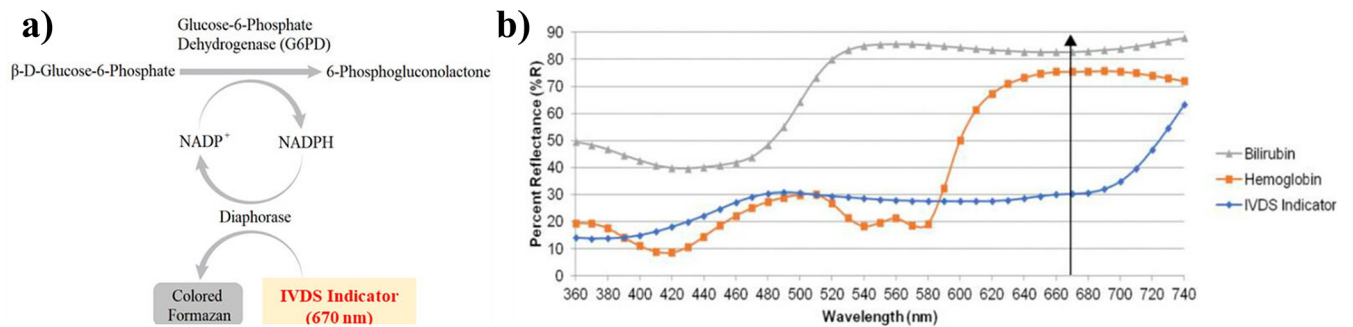 a)
Glucose-6-Phosphate
Dehydrogenase (G6PD)
β-D-Glucose-6-Phosphate
6-Phosphogluconolactone
NADP+
NADPH
Diaphorase
Colored
Formazan
IVDS Indicator
(670 nm)
b)
Percent Reflectance (%R)
90
80
70
60
50
40
30
20
10
0
360 380 400 420 440 460 480 500 520 540 560 580 600 620 640 660 680 700 720 740
Wavelength (nm)
Bilirubin
Hemoglobin
IVDS Indicator